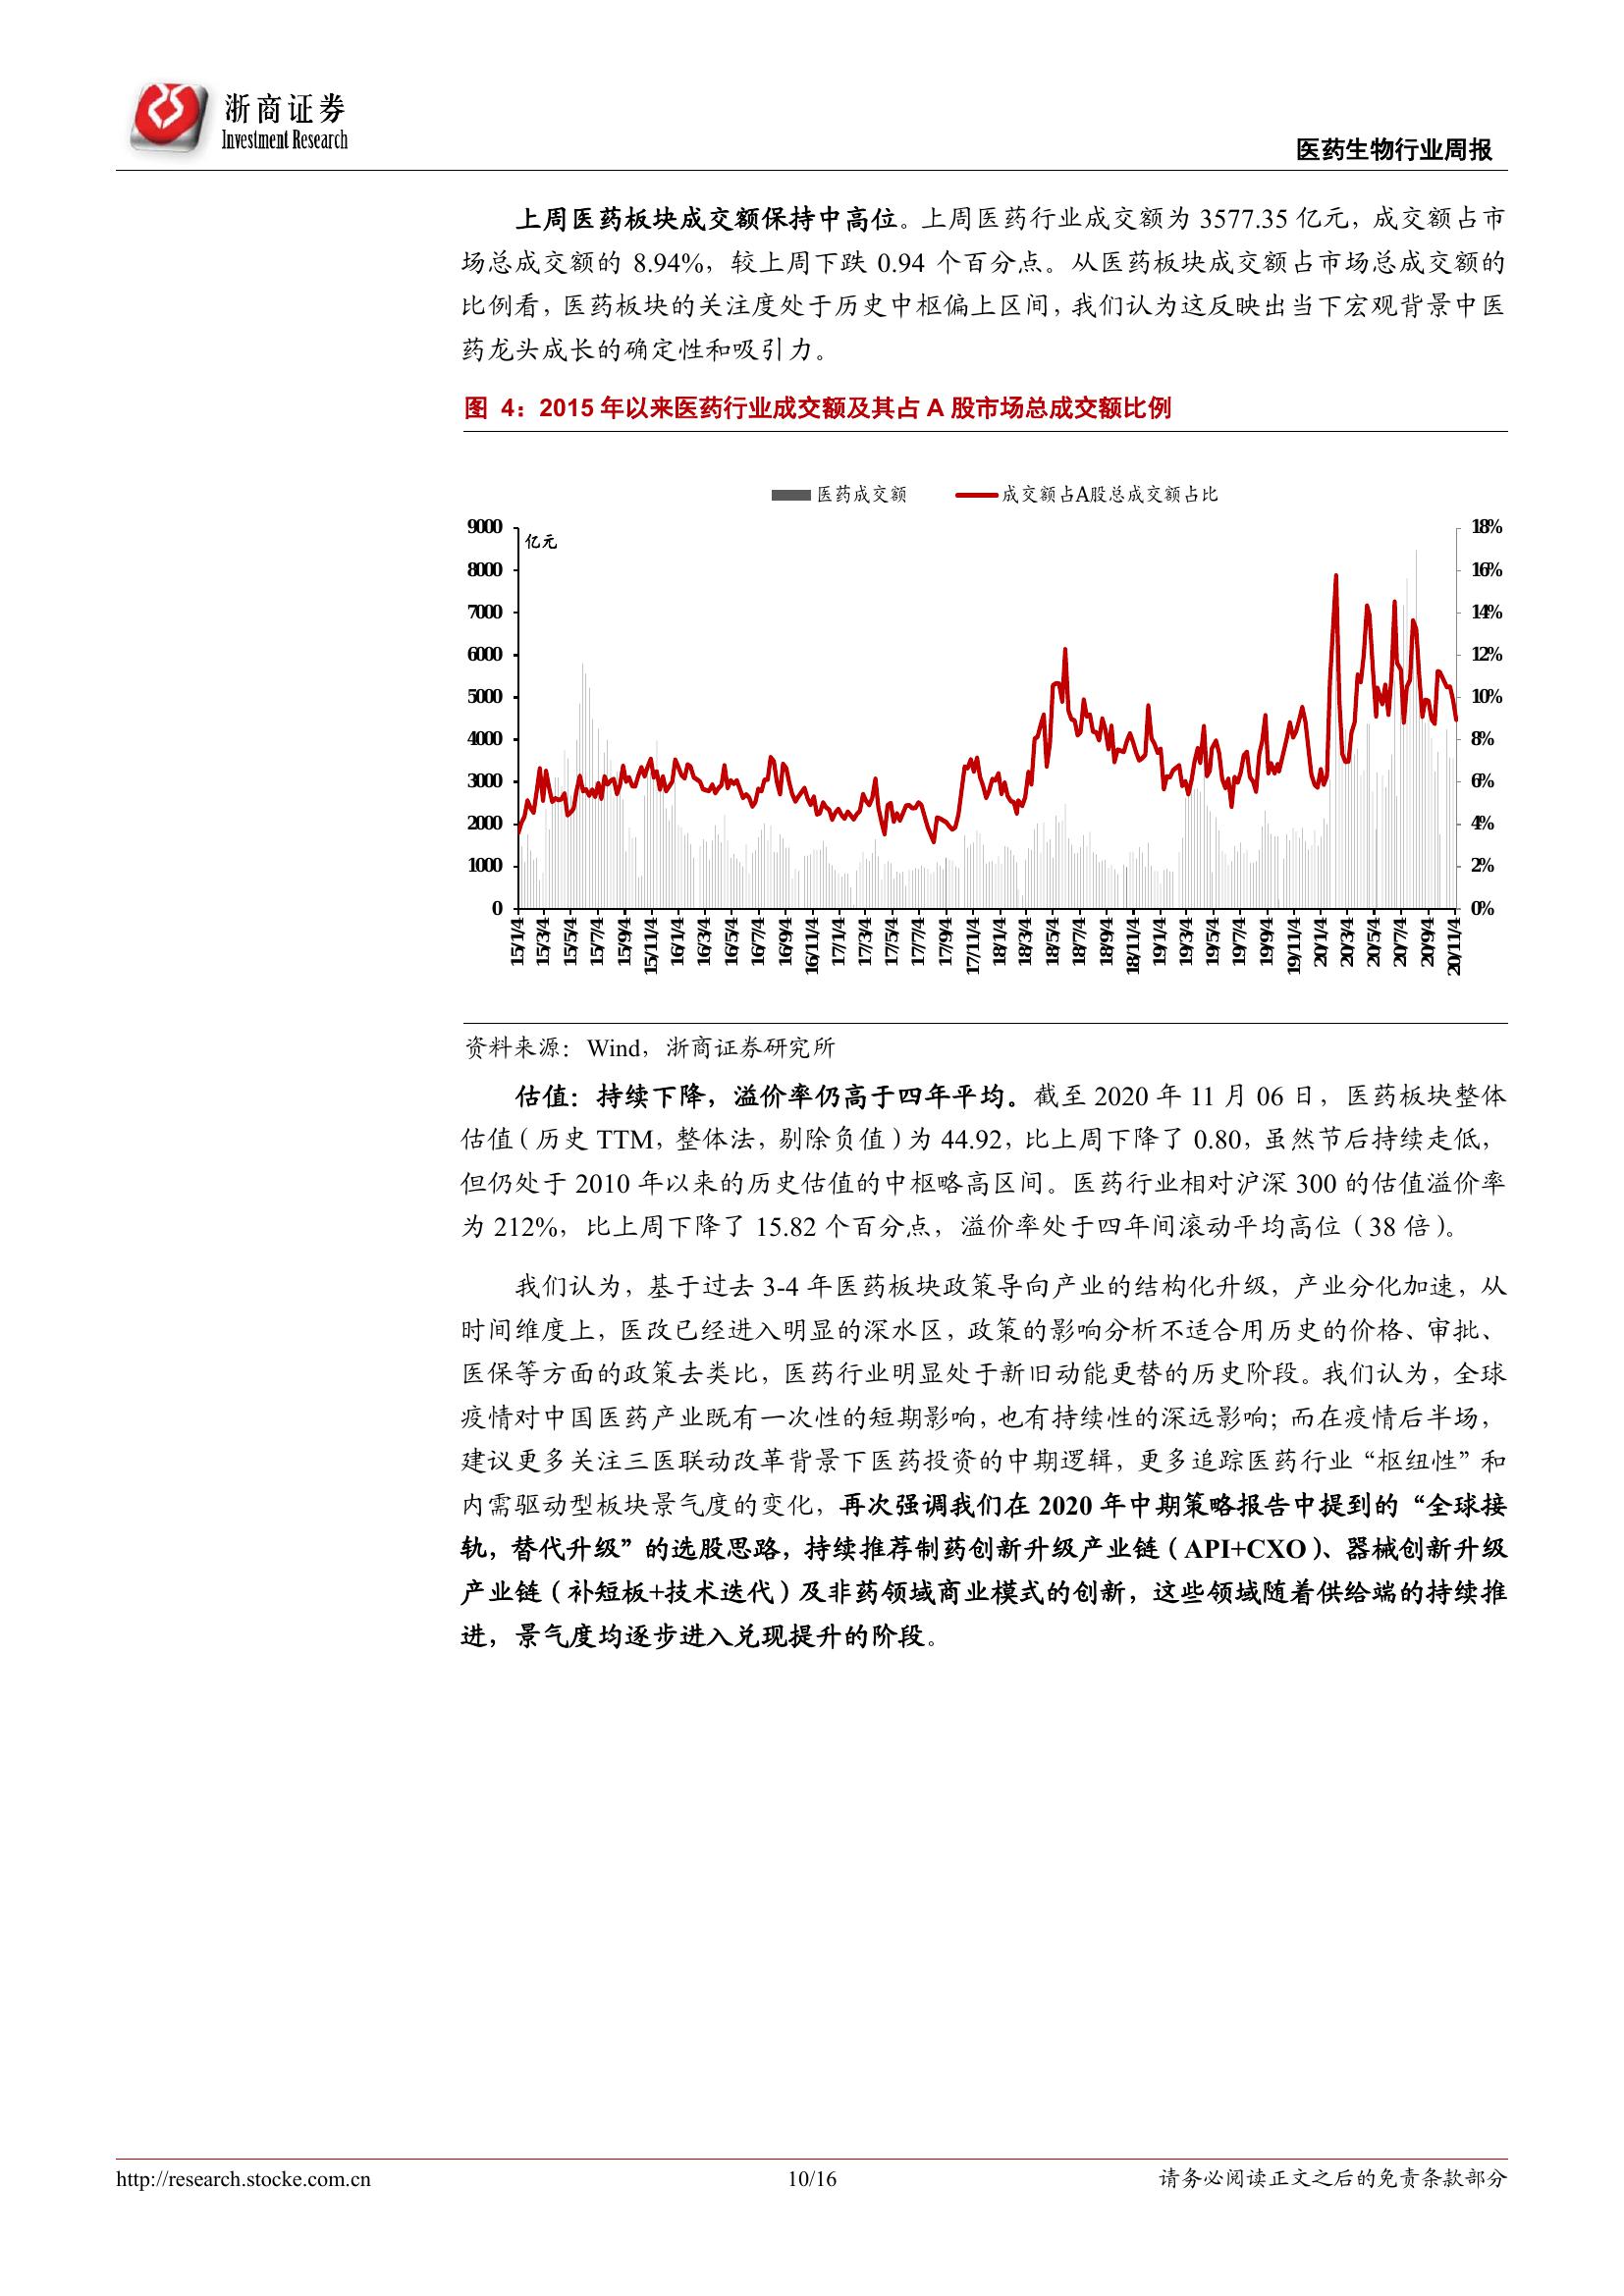 浙商证券
Investment Research
医药生物行业周报
上周医药板块成交额保持中高位。上周医药行业成交额为 3577.35 亿元，成交额占市
场总成交额的 8.94%，较上周下跌 0.94 个百分点。从医药板块成交额占市场总成交额的
比例看，医药板块的关注度处于历史中枢偏上区间，我们认为这反映出当下宏观背景中医
药龙头成长的确定性和吸引力。
图 4：2015 年以来医药行业成交额及其占 A 股市场总成交额比例
医药成交额 成交额占A股总成交额占比
亿元
9000
8000
7000
6000
5000
4000
3000
2000
1000
0
18%
16%
14%
12%
10%
8%
6%
4%
2%
0%
15/1/4 15/3/4 15/5/4 15/7/4 15/9/4 15/11/4 16/1/4 16/3/4 16/5/4 16/7/4 16/9/4 16/11/4 17/1/4 17/3/4 17/5/4 17/7/4 17/9/4 17/11/4 18/1/4 18/3/4 18/5/4 18/7/4 18/9/4 18/11/4 19/1/4 19/3/4 19/5/4 19/7/4 19/9/4 19/11/4 20/1/4 20/3/4 20/5/4 20/7/4 20/9/4 20/11/4
资料来源：Wind，浙商证券研究所
估值：持续下降，溢价率仍高于四年平均。截至 2020 年 11 月 06 日，医药板块整体
估值（历史 TTM，整体法，剔除负值）为 44.92，比上周下降了 0.80，虽然节后持续走低，
但仍处于 2010 年以来的历史估值的中枢略高区间。医药行业相对沪深 300 的估值溢价率
为 212%，比上周下降了 15.82 个百分点，溢价率处于四年间滚动平均高位（38 倍）。
我们认为，基于过去 3-4 年医药板块政策导向产业的结构化升级，产业分化加速，从
时间维度上，医改已经进入明显的深水区，政策的影响分析不适合用历史的价格、审批、
医保等方面的政策去类比，医药行业明显处于新旧动能更替的历史阶段。我们认为，全球
疫情对中国医药产业既有一次性的短期影响，也有持续性的深远影响；而在疫情后半场，
建议更多关注三医联动改革背景下医药投资的中期逻辑，更多追踪医药行业“枢纽性”和
内需驱动型板块景气度的变化，再次强调我们在 2020 年中期策略报告中提到的“全球接
轨，替代升级”的选股思路，持续推荐制药创新升级产业链（API+CXO）、器械创新升级
产业链（补短板+技术迭代）及非药领域商业模式的创新，这些领域随着供给端的持续推
进，景气度均逐步进入兑现提升的阶段。
http://research.stocke.com.cn 10/16 请务必阅读正文之后的免责条款部分